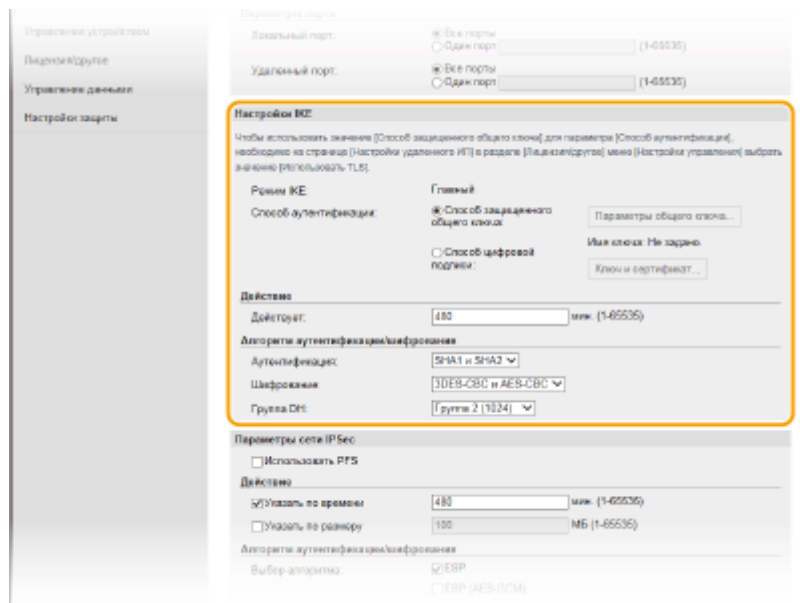 Параметры порта
Управление устройством
Локальный порт:
Все порты
Один порт
(1-65535)
Лицензия/другое
Удаленный порт:
Все порты
Один порт
(1-65535)
Управление данными
Настройки защиты
Настройки IKE
Чтобы использовать значение [Способ защищенного общего ключа] для параметра [Способ аутентификации],
необходимо на странице [Настройки удаленного ИП] в разделе [Лицензия/другое] меню [Настройки управления] выбрать
значение [Использовать TLS].
Режим IKE: Главный
Способ аутентификации:
Способ защищенного
общего ключа:
Параметры общего ключа...
Имя ключа: Не задано.
Способ цифровой
подписи:
Ключ и сертификат...
Действие
Действует: 480 мин. (1-65535)
Алгоритм аутентификации/шифрования
Аутентификация: SHA1 и SHA2
Шифрование: 3DES-CBC и AES-CBC
Группа DH: Группа 2 (1024)
Параметры сети IPSec
Использовать PFS
Действие
Указать по времени 480 мин. (1-65535)
Указать по размеру 100 МБ (1-65535)
Алгоритм аутентификации/шифрования
Выбор алгоритма: ESP
ESP (AES-GCM)